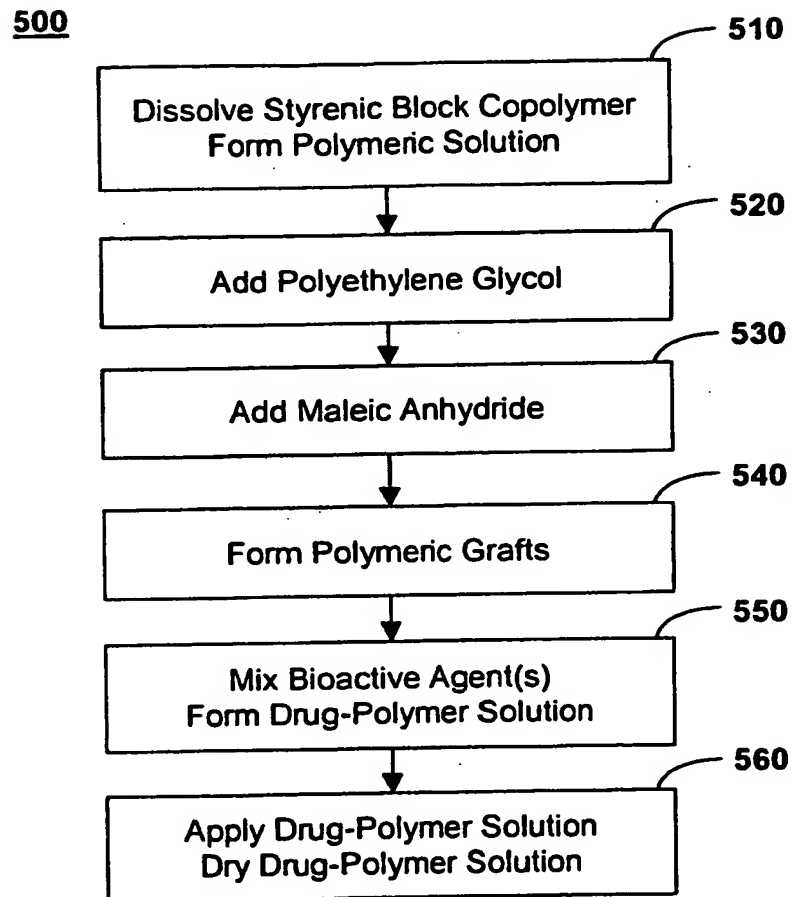 500
510
Dissolve Styrenic Block Copolymer
Form Polymeric Solution
520
Add Polyethylene Glycol
530
Add Maleic Anhydride
540
Form Polymeric Grafts
550
Mix Bioactive Agent(s)
Form Drug-Polymer Solution
560
Apply Drug-Polymer Solution
Dry Drug-Polymer Solution